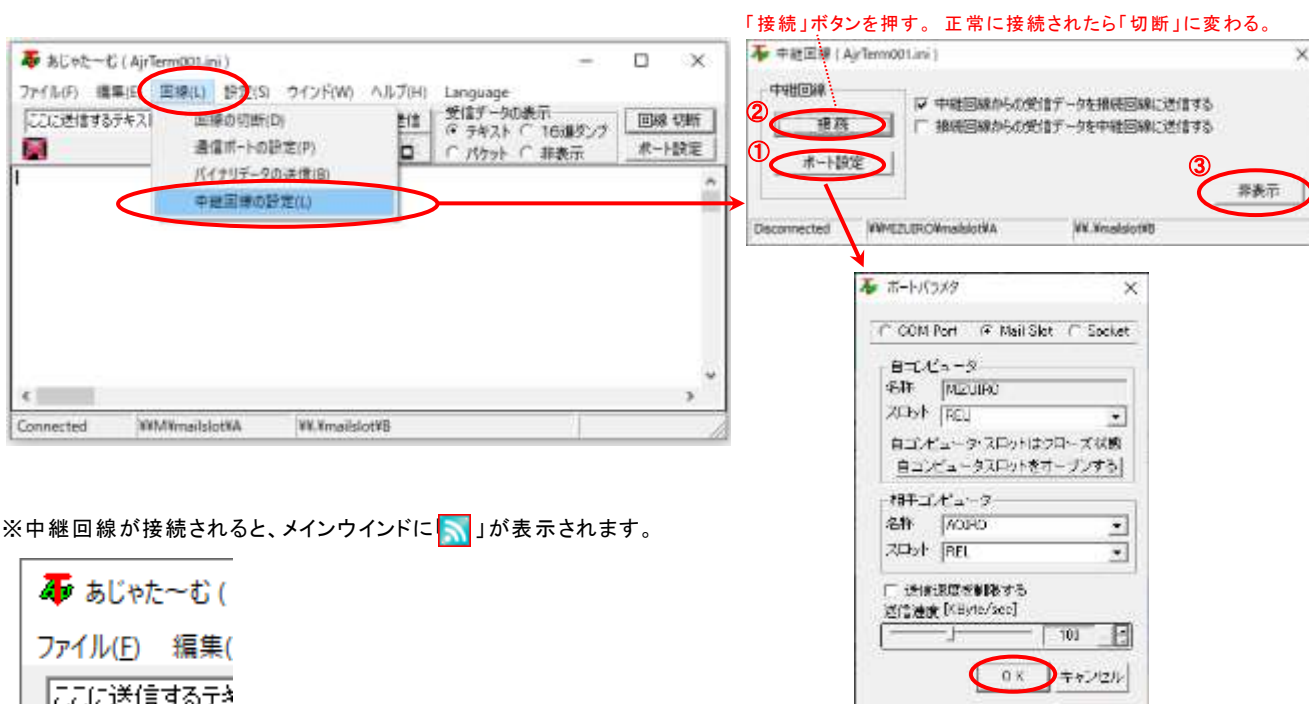 「接続」ボタンを押す。 正常に接続されたら「切断」に変わる。
あじゃた～む ( AjrTerm001.ini )
ファイル(F) 編集(E 回線(L) 設定(S) ウインド(W) ヘルプ(H) Language
ここに送信するテキス
回線の切断(D)
通信ポートの設定(P)
バイナリデータの送信(B)
中継回線の設定(L)
送信
受信データの表示
テキスト 16進ダンプ
パケット 非表示
回線 切断
ポート設定
Connected ¥¥M¥mailslot¥A ¥¥.¥mailslot¥B
中継回線 ( AjrTerm001.ini )
中継回線
② 接続
① ポート設定
中継回線からの受信データを接続回線に送信する
接続回線からの受信データを中継回線に送信する
③
非表示
Disconnected ¥¥MIZUIRO¥mailslot¥A ¥¥.¥mailslot¥B
ポートパラメタ
COM Port Mail Slot Socket
自コンピュータ
名称 MIZUIRO
スロット REL
自コンピュータ・スロットはクローズ状態
自コンピュータスロットをオープンする
相手コンピュータ
名称 AOIRO
スロット REL
送信速度を制限する
送信速度 [KByte/sec]
100
OK キャンセル
※中継回線が接続されると、メインウインドに「 」が表示されます。
あじゃた～む (
ファイル(F) 編集(
ここに送信するテキ